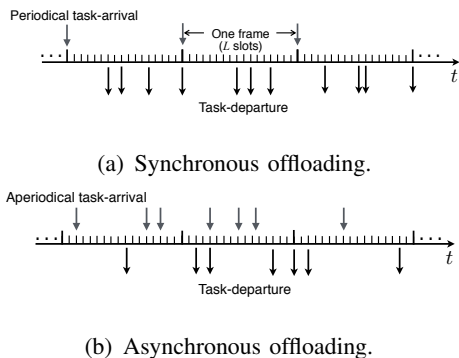 Periodical task-arrival
One frame
(L slots)
t
Task-departure
(a) Synchronous offloading.
Aperiodical task-arrival
t
Task-departure
(b) Asynchronous offloading.